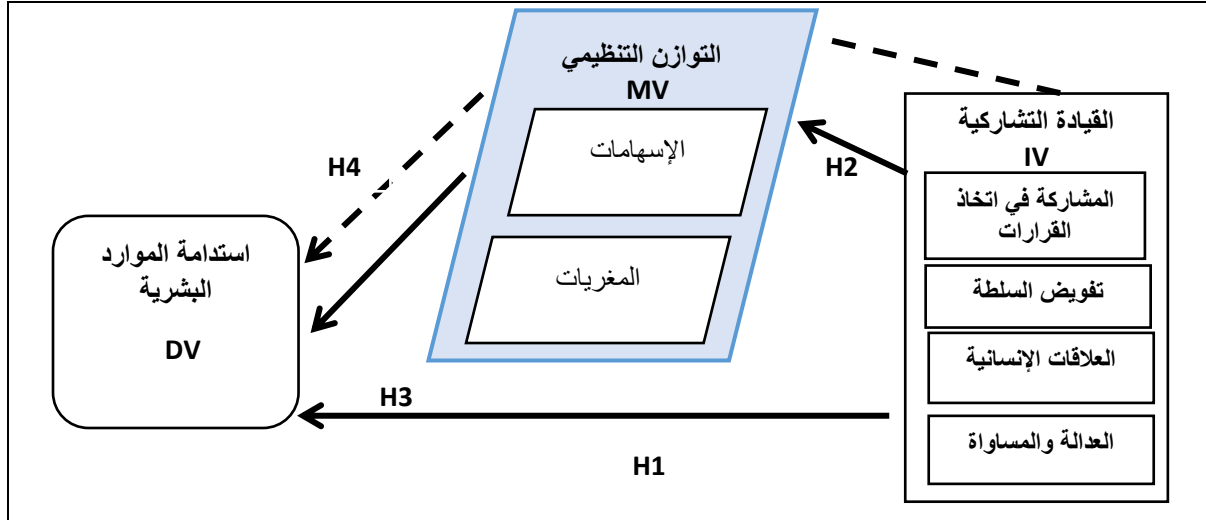 القيادة التشاركية
IV
المشاركة في اتخاذ
القرارات
تفويض السلطة
العلاقات الإنسانية
العدالة والمساواة
التوازن التنظيمي
MV
الإسهامات
المغريات
H2
H4
استدامة الموارد
البشرية
DV
H3
H1